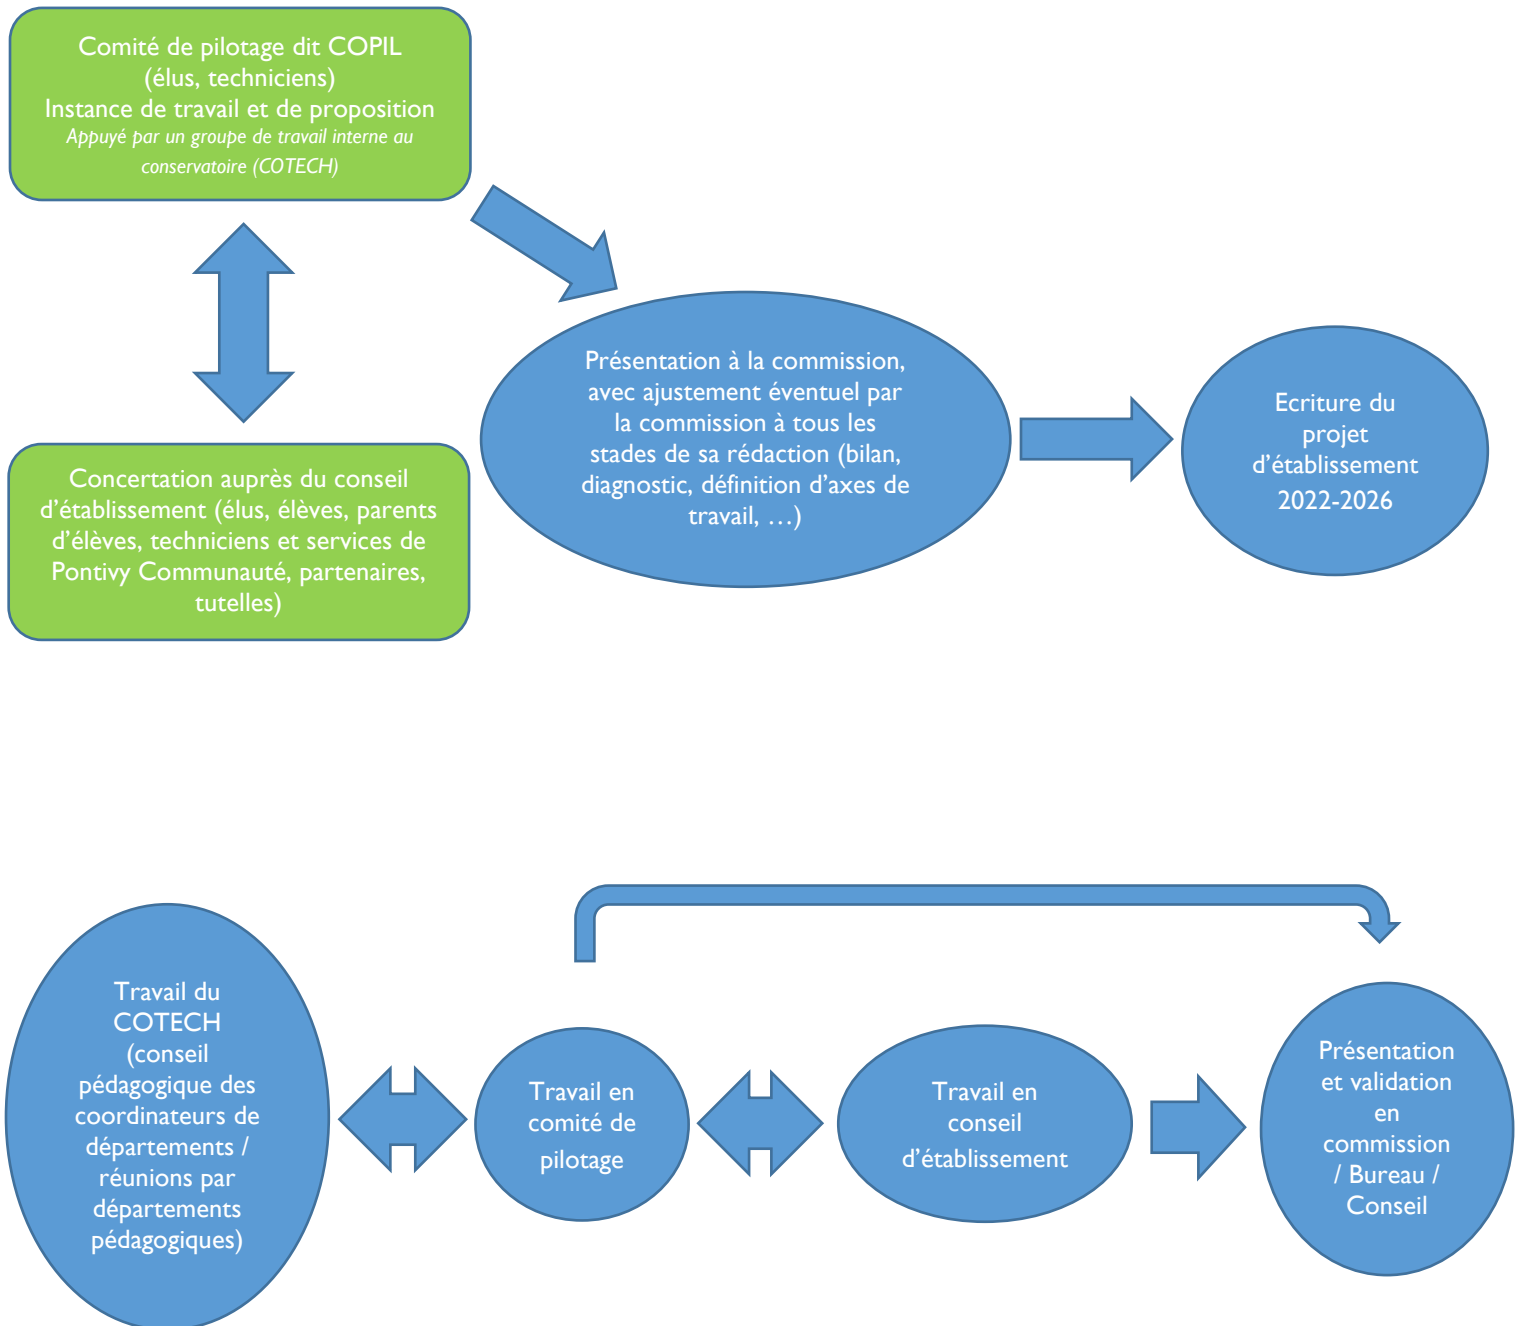 Comité de pilotage dit COPIL
(élus, techniciens)
Instance de travail et de proposition
Appuyé par un groupe de travail interne au
conservatoire (COTECH)
Concertation auprès du conseil
d’établissement (élus, élèves, parents
d’élèves, techniciens et services de
Pontivy Communauté, partenaires,
tutelles)
Présentation à la commission,
avec ajustement éventuel par
la commission à tous les
stades de sa rédaction (bilan,
diagnostic, définition d'axes de
travail, …)
Ecriture du
projet
d’établissement
2022-2026
Travail du
COTECH
(conseil
pédagogique des
coordinateurs de
départements /
réunions par
départements
pédagogiques)
Travail en
comité de
pilotage
Travail en
conseil
d’établissement
Présentation
et validation
en
commission
/ Bureau /
Conseil